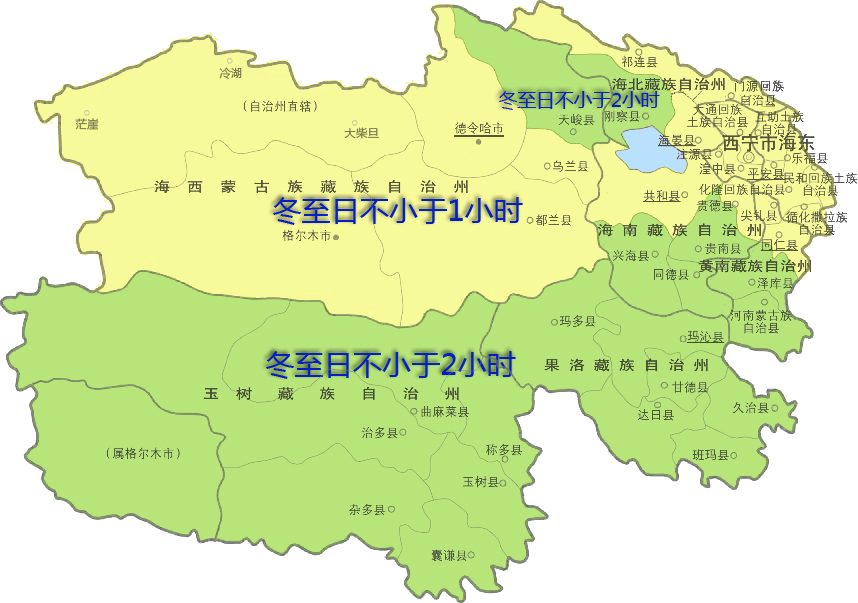 祁连县
冷湖
海北藏族自治州
门源回族
自治县
冬至日不小于2小时
(自治州直辖)
大通回族
土族自治县
互助土族
自治县
茫崖
天峻县
刚察县
大柴旦
德令哈市
海晏县
西宁市海东
湟源县
乐福县
乌兰县
湟中县
平安县
民和回族土族
自治县
海西蒙古族藏族自治州
化隆回族自治县
共和县
贵德县
冬至日不小于1小时
尖扎县
循化撒拉族
自治县
都兰县
格尔木市
海南藏族自治州
同仁县
贵南县
兴海县
黄南藏族自治州
同德县
泽库县
河南蒙古族
自治县
玛多县
玛沁县
冬至日不小于2小时
果洛藏族自治州
玉树藏族自治州
甘德县
曲麻莱县
达日县
久治县
治多县
称多县
(属格尔木市)
班玛县
玉树县
杂多县
囊谦县